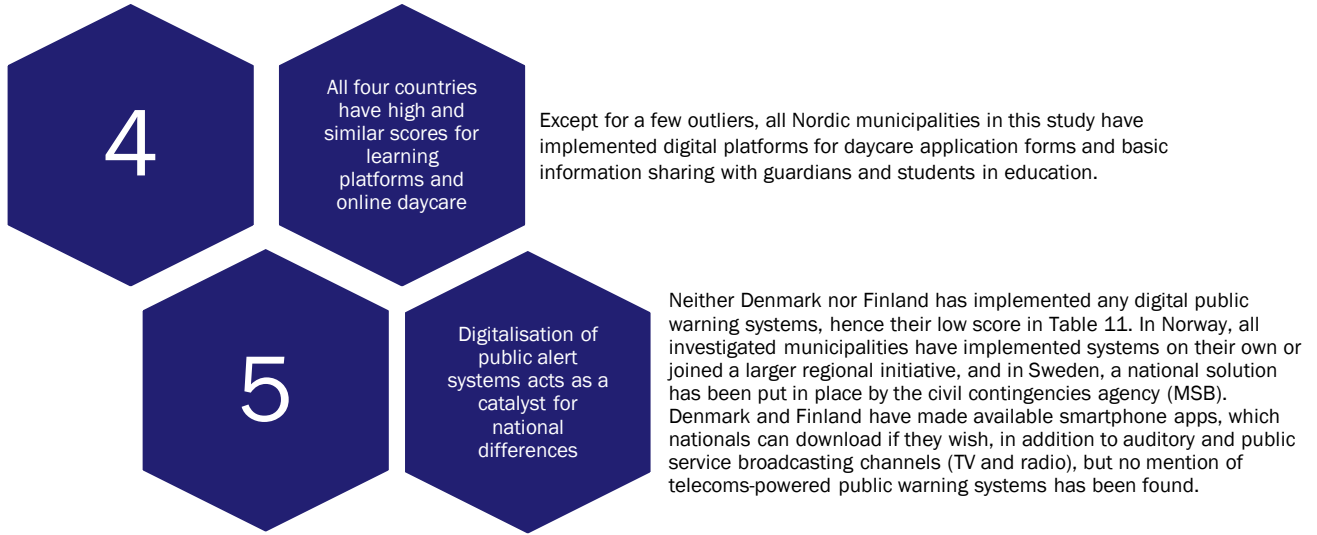 4
All four countries
have high and
similar scores for
learning
platforms and
online daycare
Except for a few outliers, all Nordic municipalities in this study have
implemented digital platforms for daycare application forms and basic
information sharing with guardians and students in education.
5
Digitalisation of
public alert
systems acts as a
catalyst for
national
differences
Neither Denmark nor Finland has implemented any digital public
warning systems, hence their low score in Table 11. In Norway, all
investigated municipalities have implemented systems on their own or
joined a larger regional initiative, and in Sweden, a national solution
has been put in place by the civil contingencies agency (MSB).
Denmark and Finland have made available smartphone apps, which
nationals can download if they wish, in addition to auditory and public
service broadcasting channels (TV and radio), but no mention of
telecoms-powered public warning systems has been found.